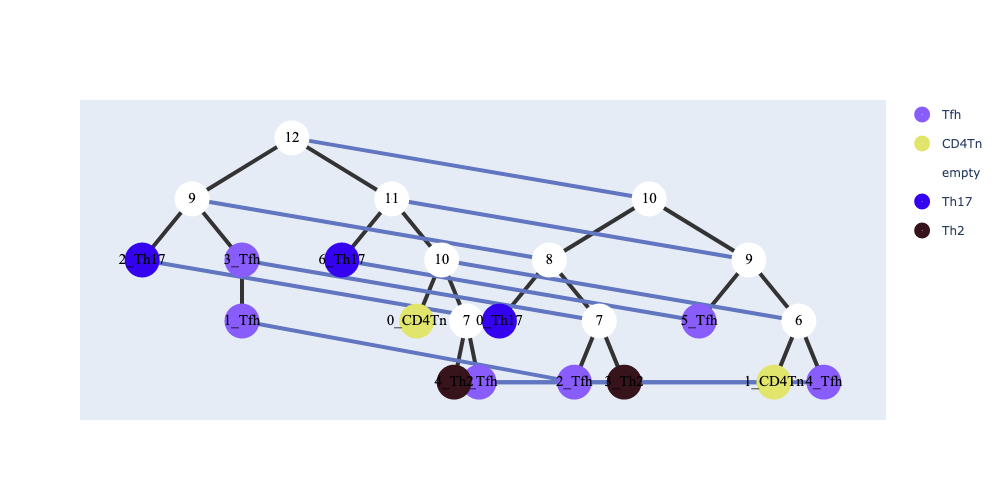 12
Tfh
CD4Tn
empty
Th17
Th2
9
11
10
2_Th17
3_Tfh
6_Th17
10
8
9
1_Tfh
0_CD4Tn
7
0_Th17
7
5_Tfh
6
4_Th2
2_Tfh
2_Tfh
3_Th2
1_CD4Tn
4_Tfh